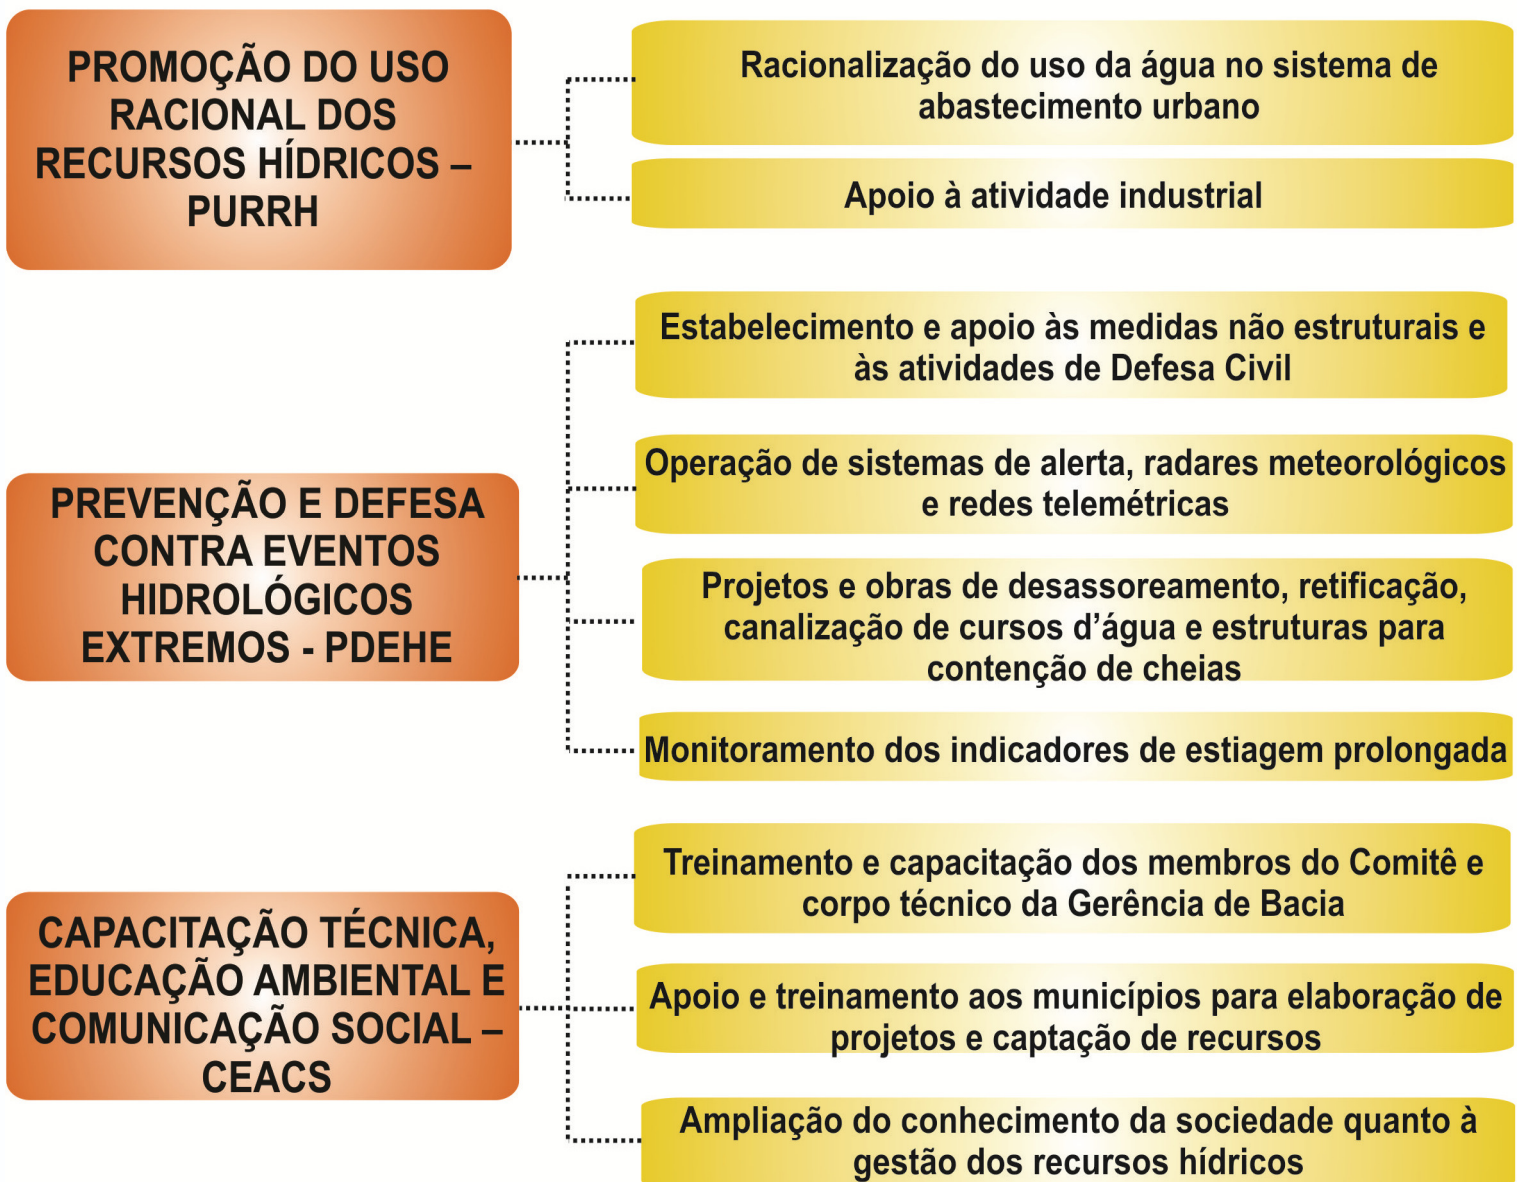 PROMOÇÃO DO USO
RACIONAL DOS
RECURSOS HÍDRICOS –
PURRH
Racionalização do uso da água no sistema de
abastecimento urbano
Apoio à atividade industrial
PREVENÇÃO E DEFESA
CONTRA EVENTOS
HIDROLÓGICOS
EXTREMOS - PDEHE
Estabelecimento e apoio às medidas não estruturais e
às atividades de Defesa Civil
Operação de sistemas de alerta, radares meteorológicos
e redes telemétricas
Projetos e obras de desassoreamento, retificação,
canalização de cursos d’água e estruturas para
contenção de cheias
Monitoramento dos indicadores de estiagem prolongada
CAPACITAÇÃO TÉCNICA,
EDUCAÇÃO AMBIENTAL E
COMUNICAÇÃO SOCIAL –
CEACS
Treinamento e capacitação dos membros do Comitê e
corpo técnico da Gerência de Bacia
Apoio e treinamento aos municípios para elaboração de
projetos e captação de recursos
Ampliação do conhecimento da sociedade quanto à
gestão dos recursos hídricos